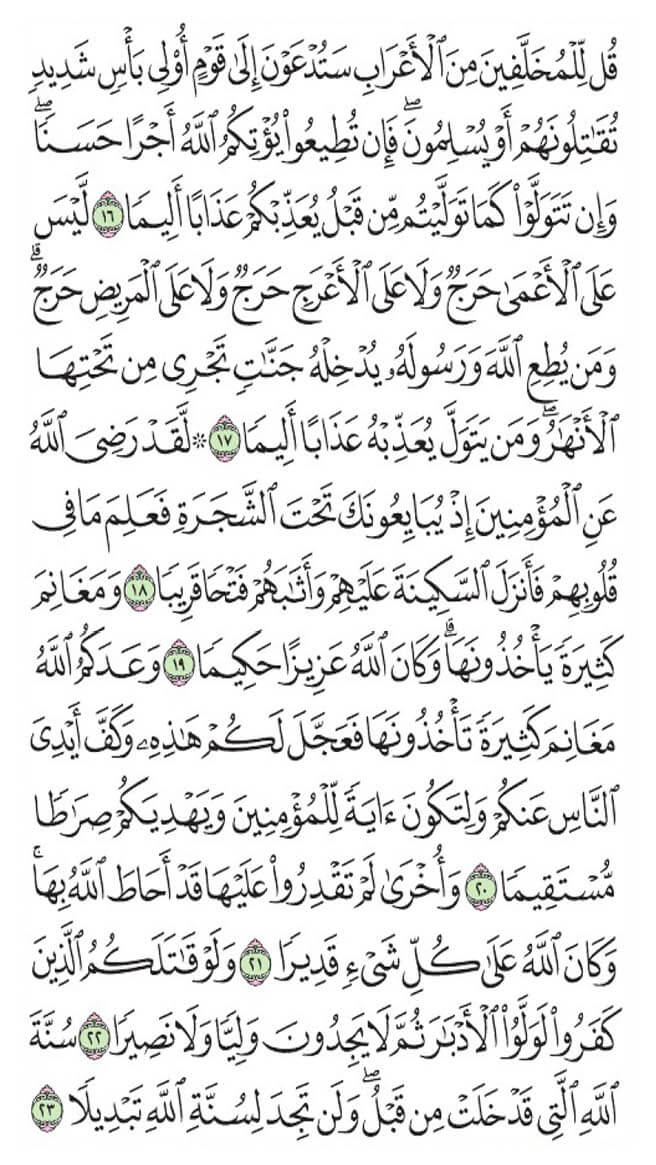 قُل لِّلْمُخَلَّفِينَ مِنَ ٱلْأَعْرَابِ سَتُدْعَوْنَ إِلَىٰ قَوْمٍ أُو۟لِى بَأْسٍ شَدِيدٍ
تُقَـٰتِلُونَهُمْ أَوْ يُسْلِمُونَ ۖ فَإِن تُطِيعُوا۟ يُؤْتِكُمُ ٱللَّهُ أَجْرًا حَسَنًا ۖ
وَإِن تَتَوَلَّوْا۟ كَمَا تَوَلَّيْتُم مِّن قَبْلُ يُعَذِّبْكُمْ عَذَابًا أَلِيمًا ١٦ لَّيْسَ
عَلَى ٱلْأَعْمَىٰ حَرَجٌ وَلَا عَلَى ٱلْأَعْرَجِ حَرَجٌ وَلَا عَلَى ٱلْمَرِيضِ حَرَجٌ ۗ
وَمَن يُطِعِ ٱللَّهَ وَرَسُولَهُۥ يُدْخِلْهُ جَنَّـٰتٍ تَجْرِى مِن تَحْتِهَا
ٱلْأَنْهَـٰرُ ۖ وَمَن يَتَوَلَّ يُعَذِّبْهُ عَذَابًا أَلِيمًا ١٧ ۞ لَّقَدْ رَضِىَ ٱللَّهُ
عَنِ ٱلْمُؤْمِنِينَ إِذْ يُبَايِعُونَكَ تَحْتَ ٱلشَّجَرَةِ فَعَلِمَ مَا فِى
قُلُوبِهِمْ فَأَنزَلَ ٱلسَّكِينَةَ عَلَيْهِمْ وَأَثَـٰبَهُمْ فَتْحًا قَرِيبًا ١٨ وَمَغَانِمَ
كَثِيرَةً يَأْخُذُونَهَا ۗ وَكَانَ ٱللَّهُ عَزِيزًا حَكِيمًا ١٩ وَعَدَكُمُ ٱللَّهُ
مَغَانِمَ كَثِيرَةً تَأْخُذُونَهَا فَعَجَّلَ لَكُمْ هَـٰذِهِۦ وَكَفَّ أَيْدِىَ
ٱلنَّاسِ عَنكُمْ وَلِتَكُونَ ءَايَةً لِّلْمُؤْمِنِينَ وَيَهْدِيَكُمْ صِرَٰطًا
مُّسْتَقِيمًا ٢٠ وَأُخْرَىٰ لَمْ تَقْدِرُوا۟ عَلَيْهَا قَدْ أَحَاطَ ٱللَّهُ بِهَا ۚ
وَكَانَ ٱللَّهُ عَلَىٰ كُلِّ شَىْءٍ قَدِيرًا ٢١ وَلَوْ قَـٰتَلَكُمُ ٱلَّذِينَ
كَفَرُوا۟ لَوَلَّوُا۟ ٱلْأَدْبَـٰرَ ثُمَّ لَا يَجِدُونَ وَلِيًّا وَلَا نَصِيرًا ٢٢ سُنَّةَ
ٱللَّهِ ٱلَّتِى قَدْ خَلَتْ مِن قَبْلُ ۖ وَلَن تَجِدَ لِسُنَّةِ ٱللَّهِ تَبْدِيلًا ٢٣